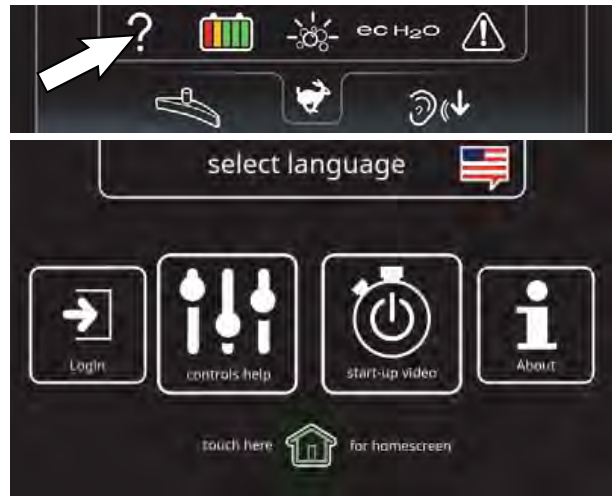 ? ec H2O
select language
Login
controls help
start-up video
About
touch here for homescreen